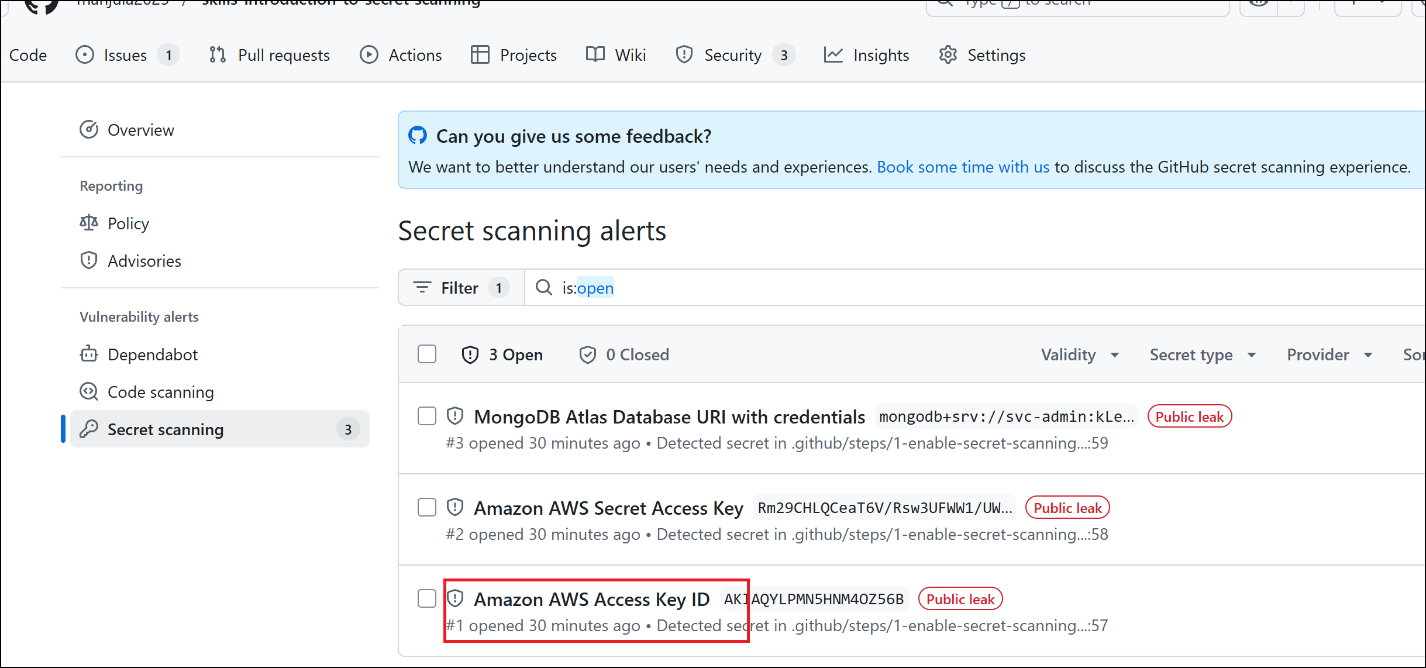 manjula2025 / skills-introduction-to-secret-scanning
Type / to search
Code Issues 1 Pull requests Actions Projects Wiki Security 3 Insights Settings
Overview
Reporting
Policy
Advisories
Vulnerability alerts
Dependabot
Code scanning
Secret scanning 3
Can you give us some feedback?
We want to better understand our users' needs and experiences. Book some time with us to discuss the GitHub secret scanning experience.
Secret scanning alerts
Filter 1 is:open
3 Open 0 Closed Validity Secret type Provider
MongoDB Atlas Database URI with credentials mongodb+srv://svc-admin:kLe... Public leak
#3 opened 30 minutes ago • Detected secret in .github/steps/1-enable-secret-scanning...:59
Amazon AWS Secret Access Key Rm29CHLQCeaT6V/Rsw3UFWW1/UW... Public leak
#2 opened 30 minutes ago • Detected secret in .github/steps/1-enable-secret-scanning...:58
Amazon AWS Access Key ID AKIAQYLPMN5HNM4OZ56B Public leak
#1 opened 30 minutes ago • Detected secret in .github/steps/1-enable-secret-scanning...:57